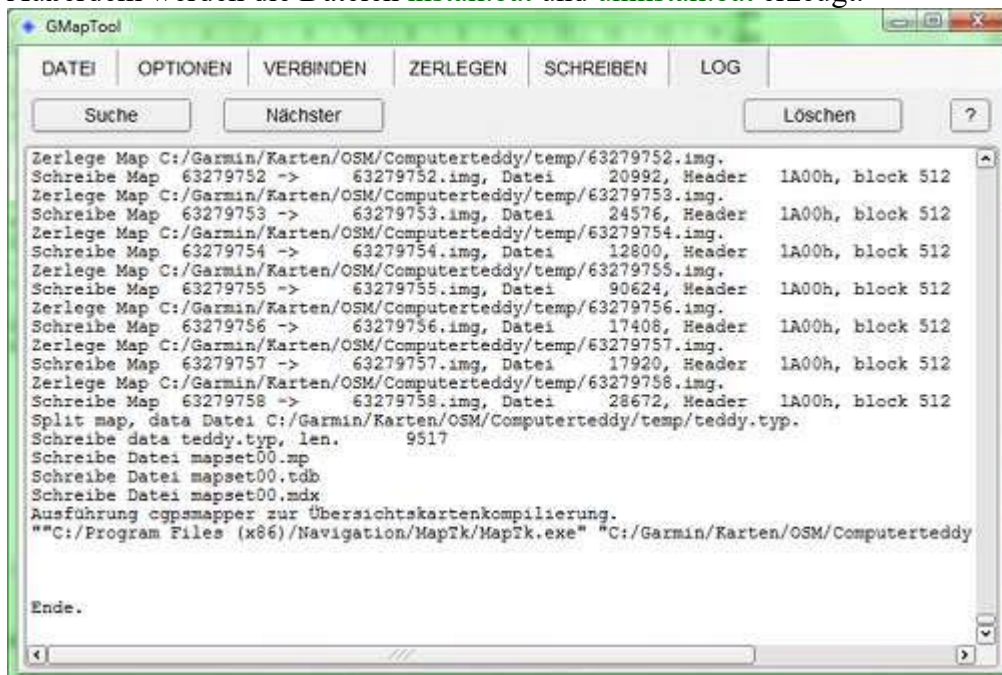 GMapTool
DATEI OPTIONEN VERBINDEN ZERLEGEN SCHREIBEN LOG
Suche Nächster Löschen ?
Zerlege Map C:/Garmin/Karten/OSM/Computerteddy/temp/63279752.img.
Schreibe Map 63279752 -> 63279752.img, Datei 20992, Header 1A00h, block 512
Zerlege Map C:/Garmin/Karten/OSM/Computerteddy/temp/63279753.img.
Schreibe Map 63279753 -> 63279753.img, Datei 24576, Header 1A00h, block 512
Zerlege Map C:/Garmin/Karten/OSM/Computerteddy/temp/63279754.img.
Schreibe Map 63279754 -> 63279754.img, Datei 12800, Header 1A00h, block 512
Zerlege Map C:/Garmin/Karten/OSM/Computerteddy/temp/63279755.img.
Schreibe Map 63279755 -> 63279755.img, Datei 90624, Header 1A00h, block 512
Zerlege Map C:/Garmin/Karten/OSM/Computerteddy/temp/63279756.img.
Schreibe Map 63279756 -> 63279756.img, Datei 17408, Header 1A00h, block 512
Zerlege Map C:/Garmin/Karten/OSM/Computerteddy/temp/63279757.img.
Schreibe Map 63279757 -> 63279757.img, Datei 17920, Header 1A00h, block 512
Zerlege Map C:/Garmin/Karten/OSM/Computerteddy/temp/63279758.img.
Schreibe Map 63279758 -> 63279758.img, Datei 28672, Header 1A00h, block 512
Split map, data Datei C:/Garmin/Karten/OSM/Computerteddy/temp/teddy.typ.
Schreibe data teddy.typ, len. 9517
Schreibe Datei mapset00.mp
Schreibe Datei mapset00.tdb
Schreibe Datei mapset00.mdx
Ausführung cgpsmapper zur Übersichtskartenkompilierung.
""C:/Program Files (x86)/Navigation/MapTk/MapTk.exe" "C:/Garmin/Karten/OSM/Computerteddy
Ende.